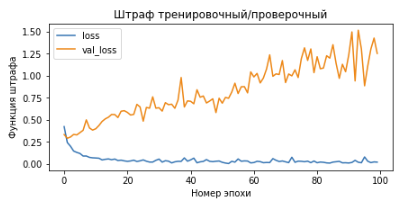 Штраф тренировочный/проверочный
loss
val_loss
Функция штрафа
1.50
1.25
1.00
0.75
0.50
0.25
0.00
0 20 40 60 80 100
Номер эпохи